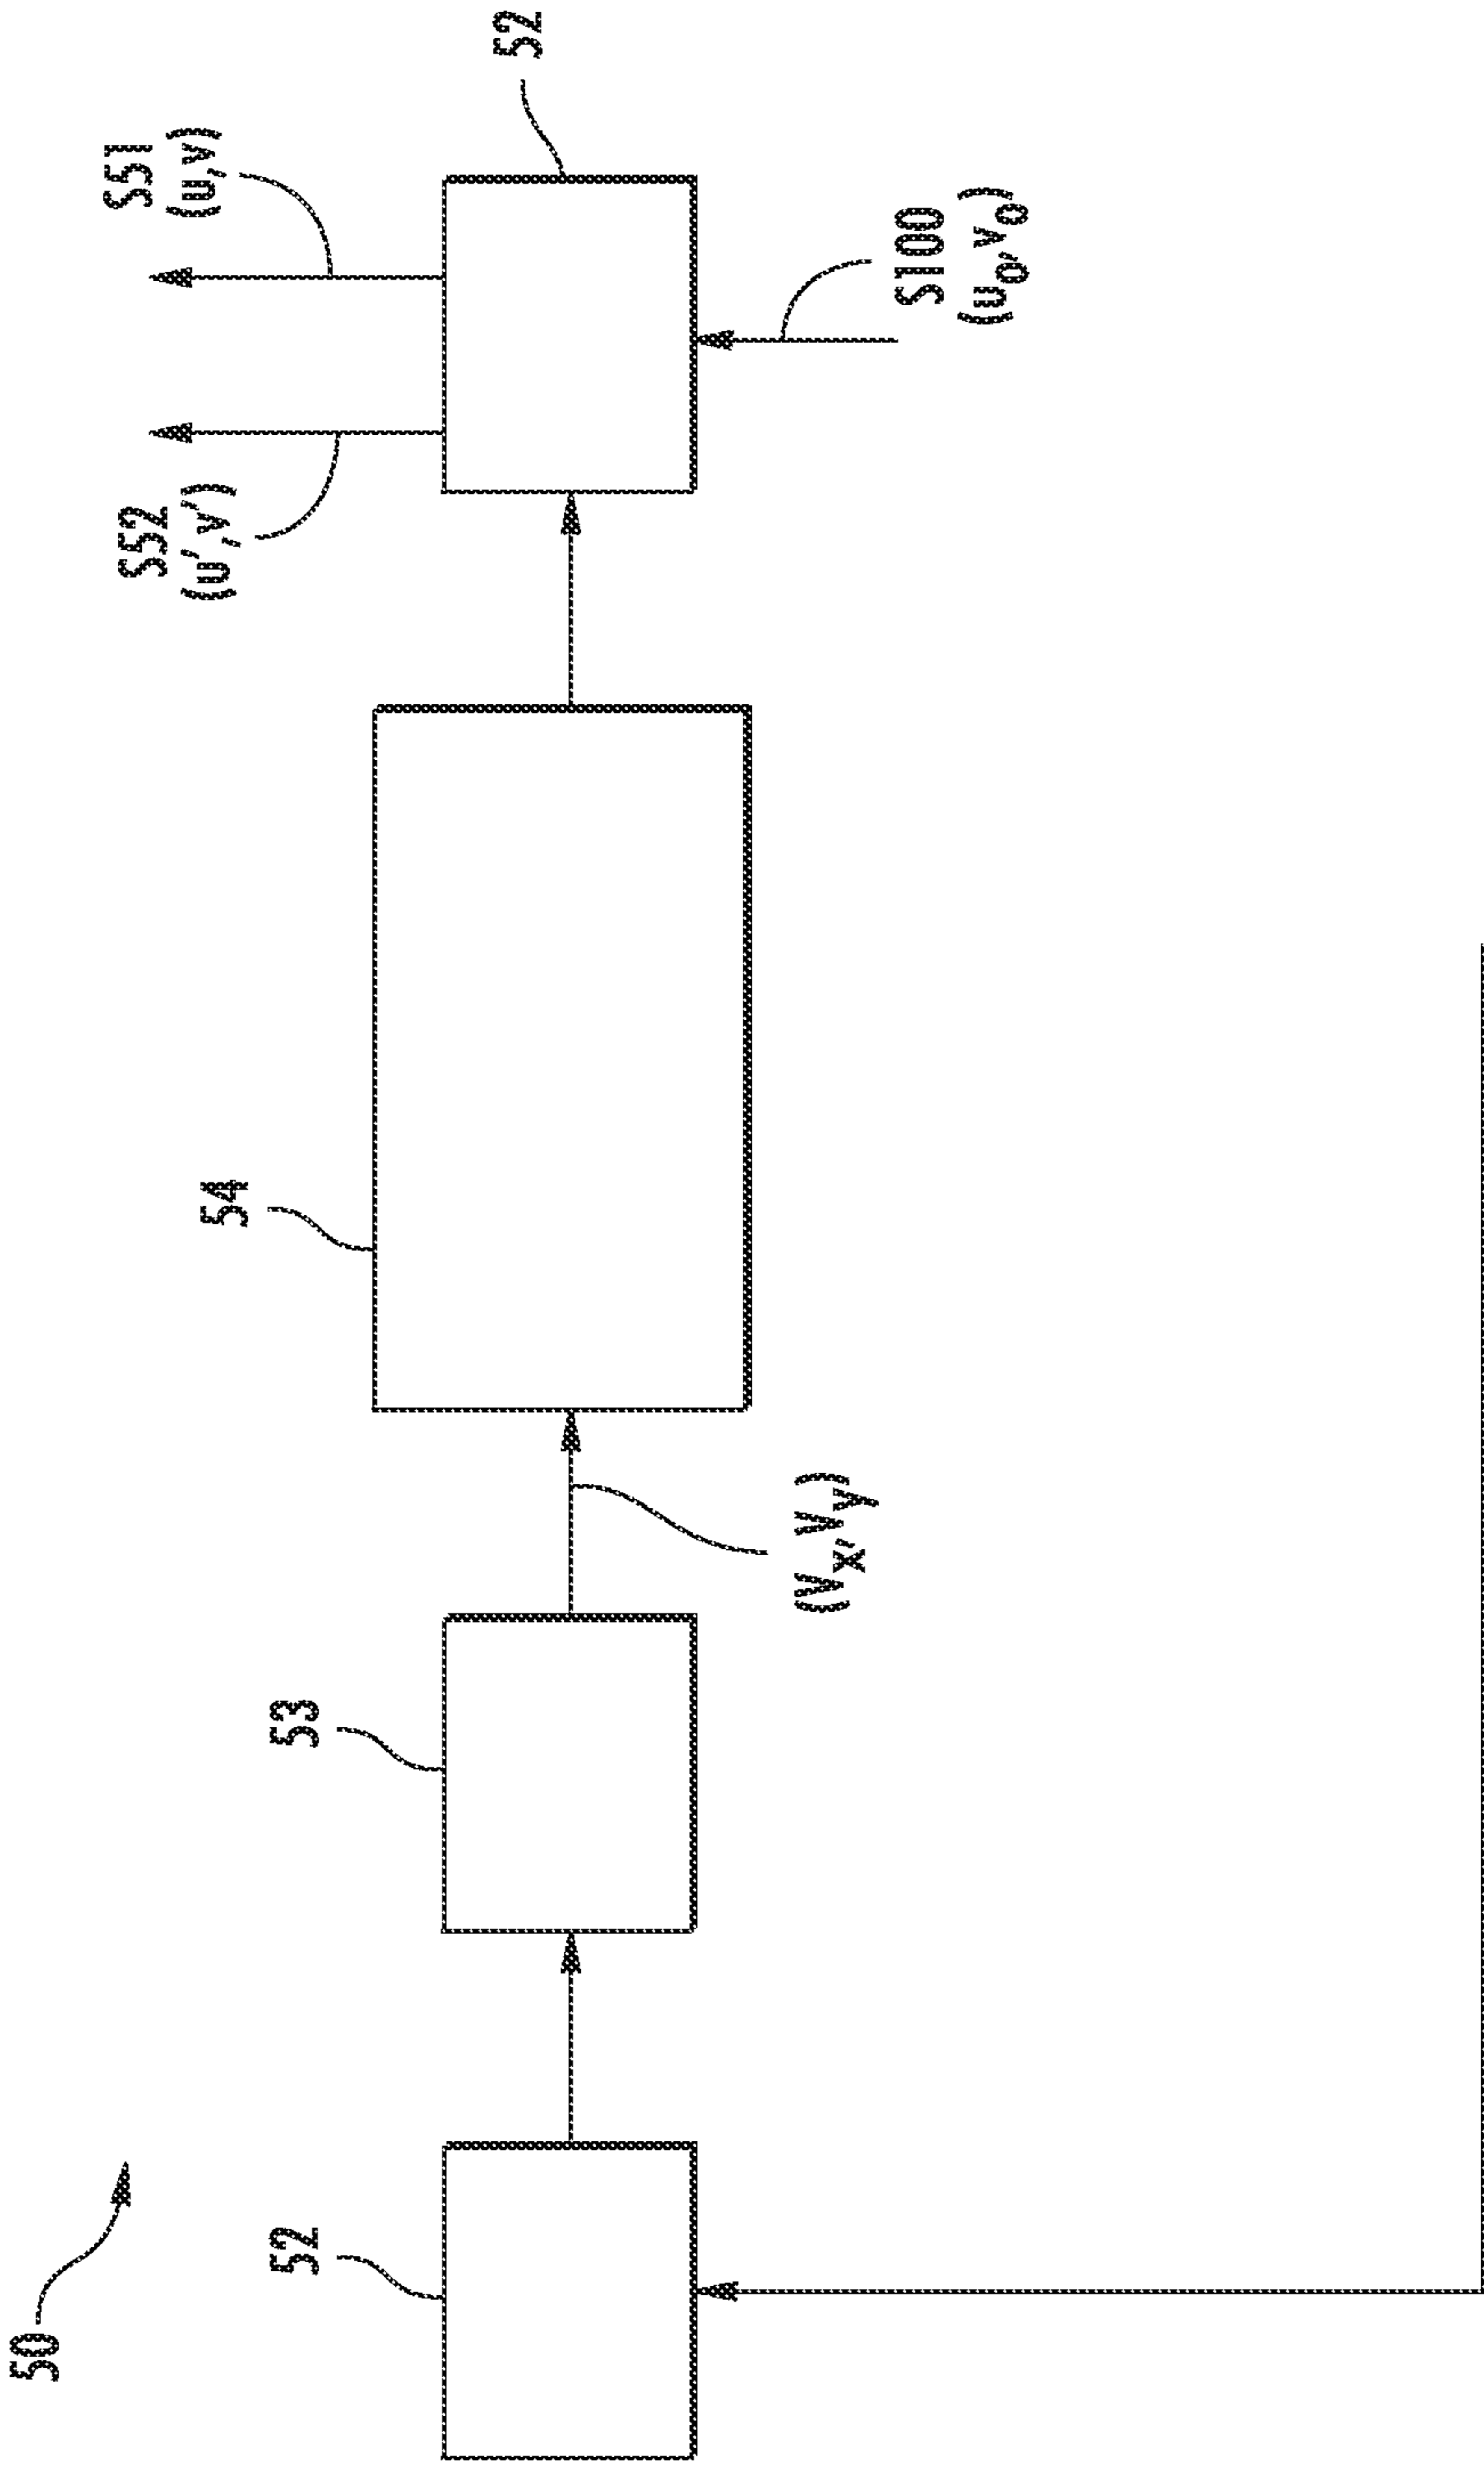 50
S51
(u,v)
S52
(u',v')
54
52
53
52
(Vx,Vy)
S100
(u0,v0)